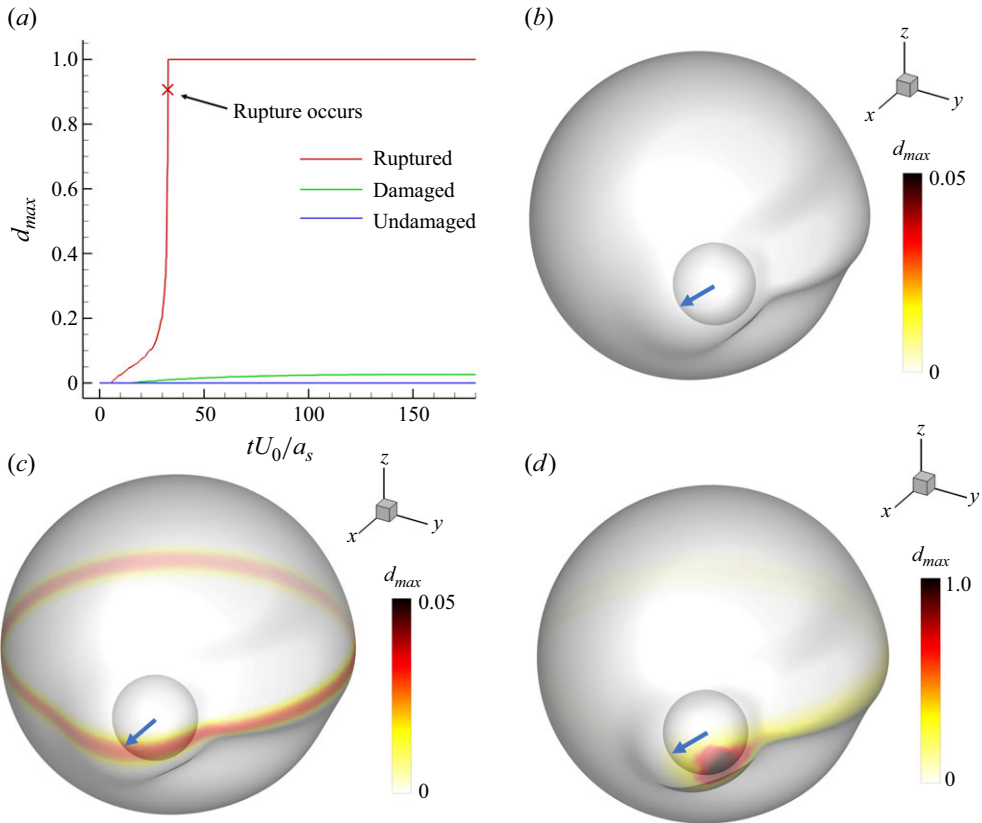 (a)
1.0
0.8
0.6
0.4
0.2
0
d_max
Rupture occurs
Ruptured
Damaged
Undamaged
0
50
100
150
tU_0/a_s
(b)
z
x
y
d_max
0.05
0
(c)
z
x
y
d_max
0.05
0
(d)
z
x
y
d_max
1.0
0